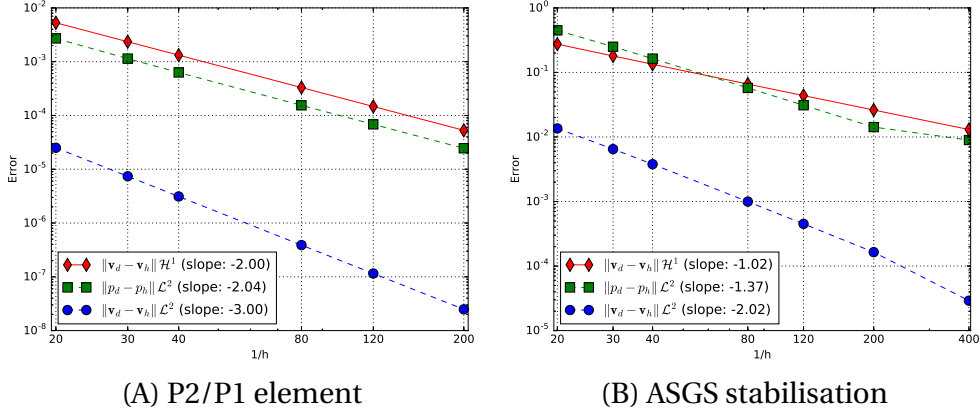 10^-2
10^-3
10^-4
10^-5
10^-6
10^-7
10^-8
Error
20 30 40 80 120 200
1/h
‖v_d − v_h‖ H^1 (slope: -2.00)
‖p_d − p_h‖ L^2 (slope: -2.04)
‖v_d − v_h‖ L^2 (slope: -3.00)
(A) P2/P1 element
10^0
10^-1
10^-2
10^-3
10^-4
10^-5
Error
20 30 40 80 120 200 400
1/h
‖v_d − v_h‖ H^1 (slope: -1.02)
‖p_d − p_h‖ L^2 (slope: -1.37)
‖v_d − v_h‖ L^2 (slope: -2.02)
(B) ASGS stabilisation